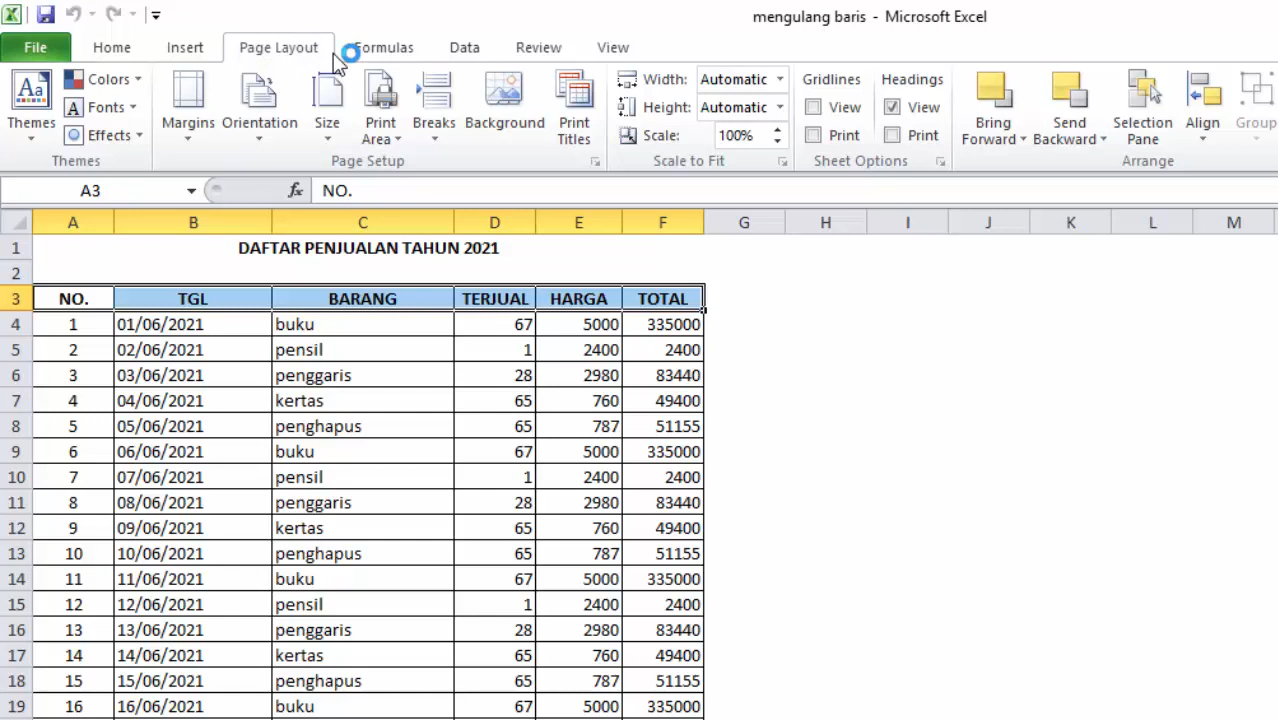 mengulang baris - Microsoft Excel
File Home Insert Page Layout Formulas Data Review View
Themes Colors Fonts Effects Margins Orientation Size Print Area Breaks Background Print Titles Width: Automatic Height: Automatic Scale: 100% Gridlines View Print Headings View Print Bring Forward Send Backward Selection Pane Align Group
Themes Page Setup Scale to Fit Sheet Options Arrange
A3 fx NO.
A B C D E F G H I J K L M
1 DAFTAR PENJUALAN TAHUN 2021
2
3 NO. TGL BARANG TERJUAL HARGA TOTAL
4 1 01/06/2021 buku 67 5000 335000
5 2 02/06/2021 pensil 1 2400 2400
6 3 03/06/2021 penggaris 28 2980 83440
7 4 04/06/2021 kertas 65 760 49400
8 5 05/06/2021 penghapus 65 787 51155
9 6 06/06/2021 buku 67 5000 335000
10 7 07/06/2021 pensil 1 2400 2400
11 8 08/06/2021 penggaris 28 2980 83440
12 9 09/06/2021 kertas 65 760 49400
13 10 10/06/2021 penghapus 65 787 51155
14 11 11/06/2021 buku 67 5000 335000
15 12 12/06/2021 pensil 1 2400 2400
16 13 13/06/2021 penggaris 28 2980 83440
17 14 14/06/2021 kertas 65 760 49400
18 15 15/06/2021 penghapus 65 787 51155
19 16 16/06/2021 buku 67 5000 335000